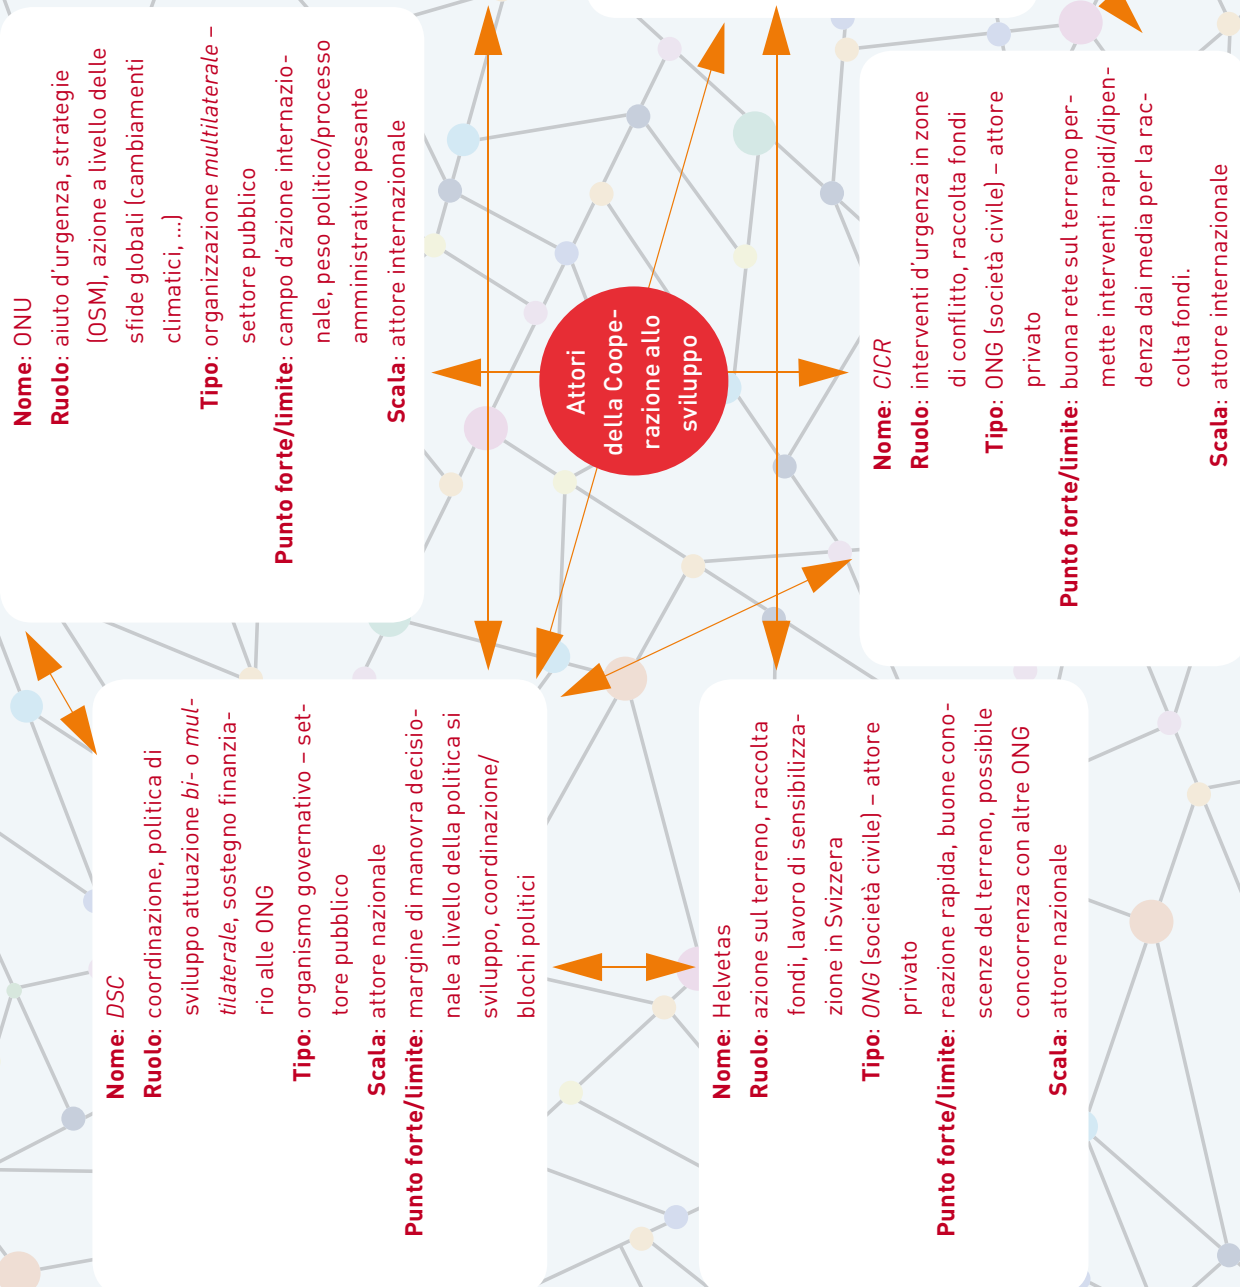 Nome: ONU
Ruolo: aiuto d'urgenza, strategie
(OSM), azione a livello delle
sfide globali (cambiamenti
climatici, ...)
Tipo: organizzazione multilaterale –
settore pubblico
Punto forte/limite: campo d'azione internazio-
nale, peso politico/processo
amministrativo pesante
Scala: attore internazionale
Attori
della Coope-
razione allo
sviluppo
Nome: CICR
Ruolo: interventi d'urgenza in zone
di conflitto, raccolta fondi
Tipo: ONG (società civile) – attore
privato
Punto forte/limite: buona rete sul terreno per-
mette interventi rapidi/dipen-
denza dai media per la rac-
colta fondi.
Scala: attore internazionale
Nome: DSC
Ruolo: coordinazione, politica di
sviluppo attuazione bi- o mul-
tilaterale, sostegno finanzia-
rio alle ONG
Tipo: organismo governativo – set-
tore pubblico
Scala: attore nazionale
Punto forte/limite: margine di manovra decisio-
nale a livello della politica si
sviluppo, coordinazione/
blochi politici
Nome: Helvetas
Ruolo: azione sul terreno, raccolta
fondi, lavoro di sensibilizza-
zione in Svizzera
Tipo: ONG (società civile) – attore
privato
Punto forte/limite: reazione rapida, buone cono-
scenze del terreno, possibile
concorrenza con altre ONG
Scala: attore nazionale